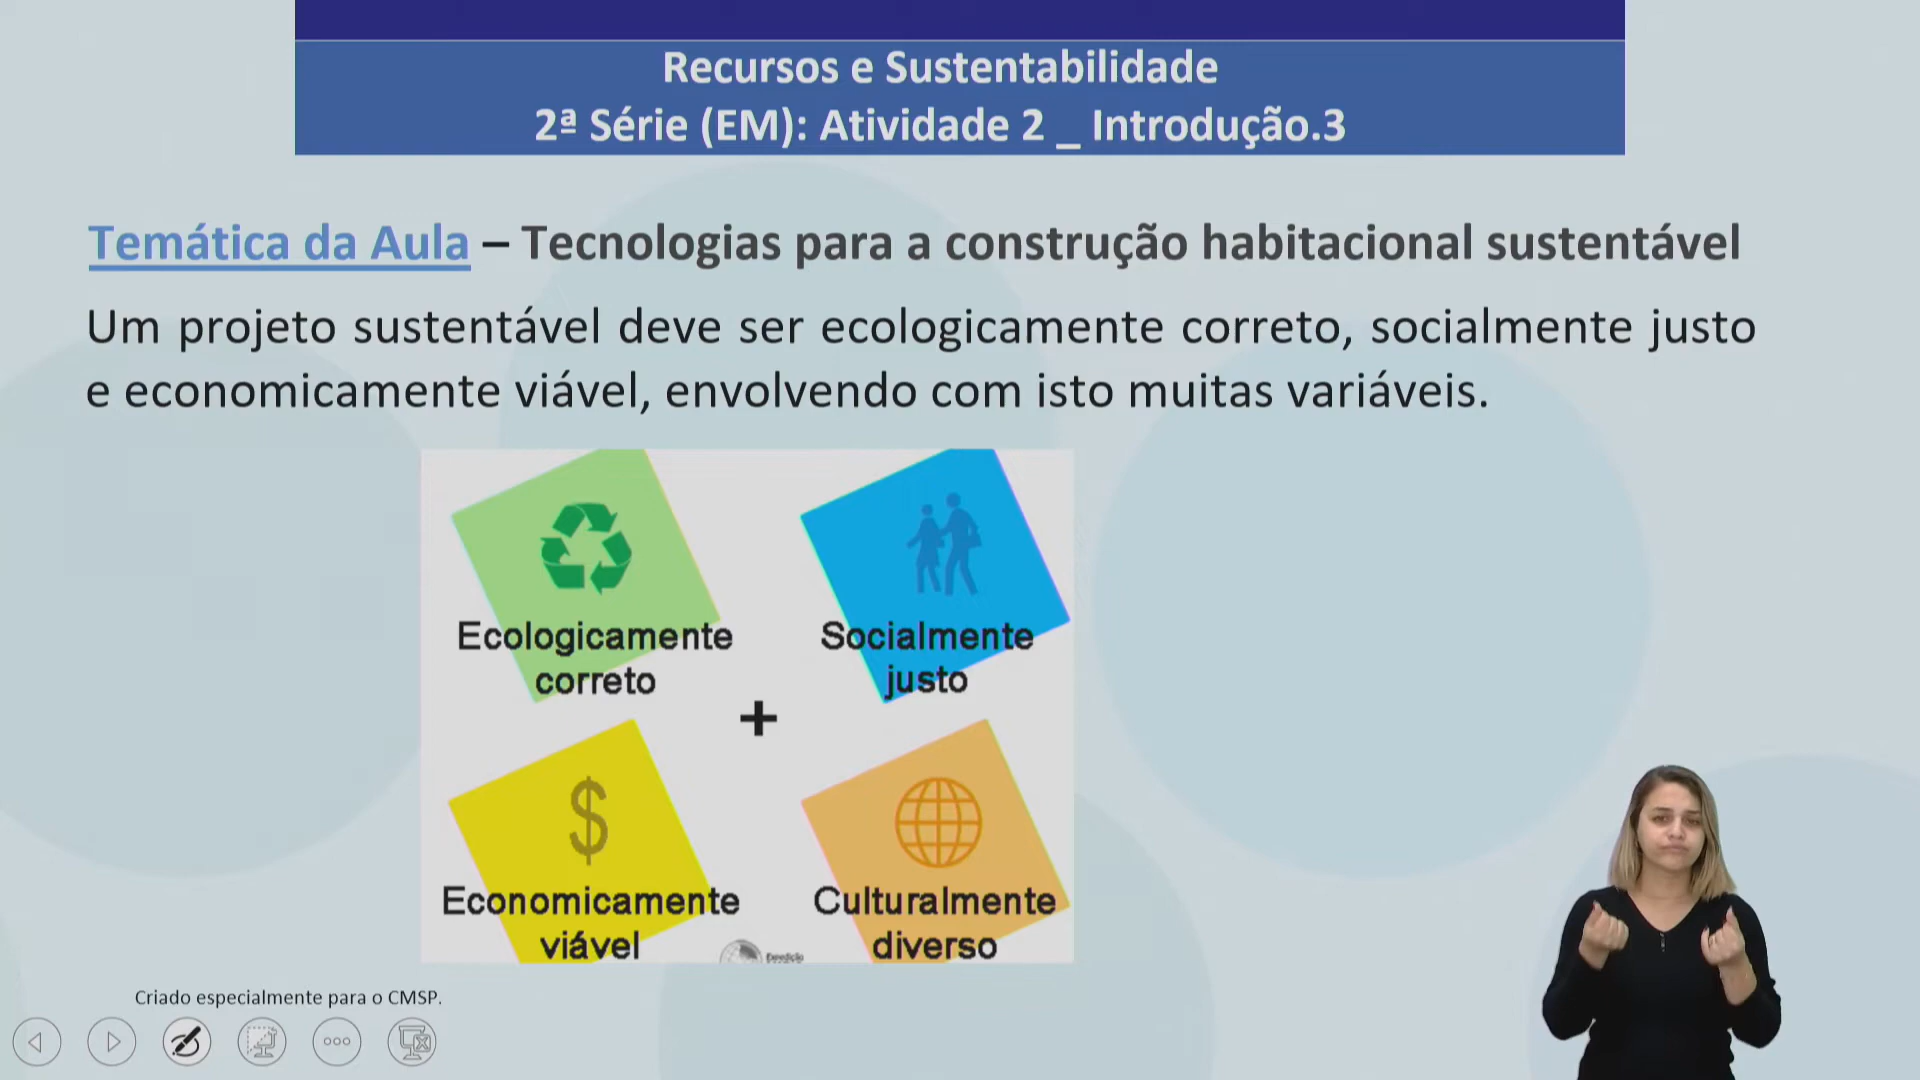 Recursos e Sustentabilidade
2ª Série (EM): Atividade 2 _ Introdução.3
Temática da Aula – Tecnologias para a construção habitacional sustentável
Um projeto sustentável deve ser ecologicamente correto, socialmente justo
e economicamente viável, envolvendo com isto muitas variáveis.
Ecologicamente
correto
Socialmente
justo
+
$
Economicamente
viável
Culturalmente
diverso
Criado especialmente para o CMSP.